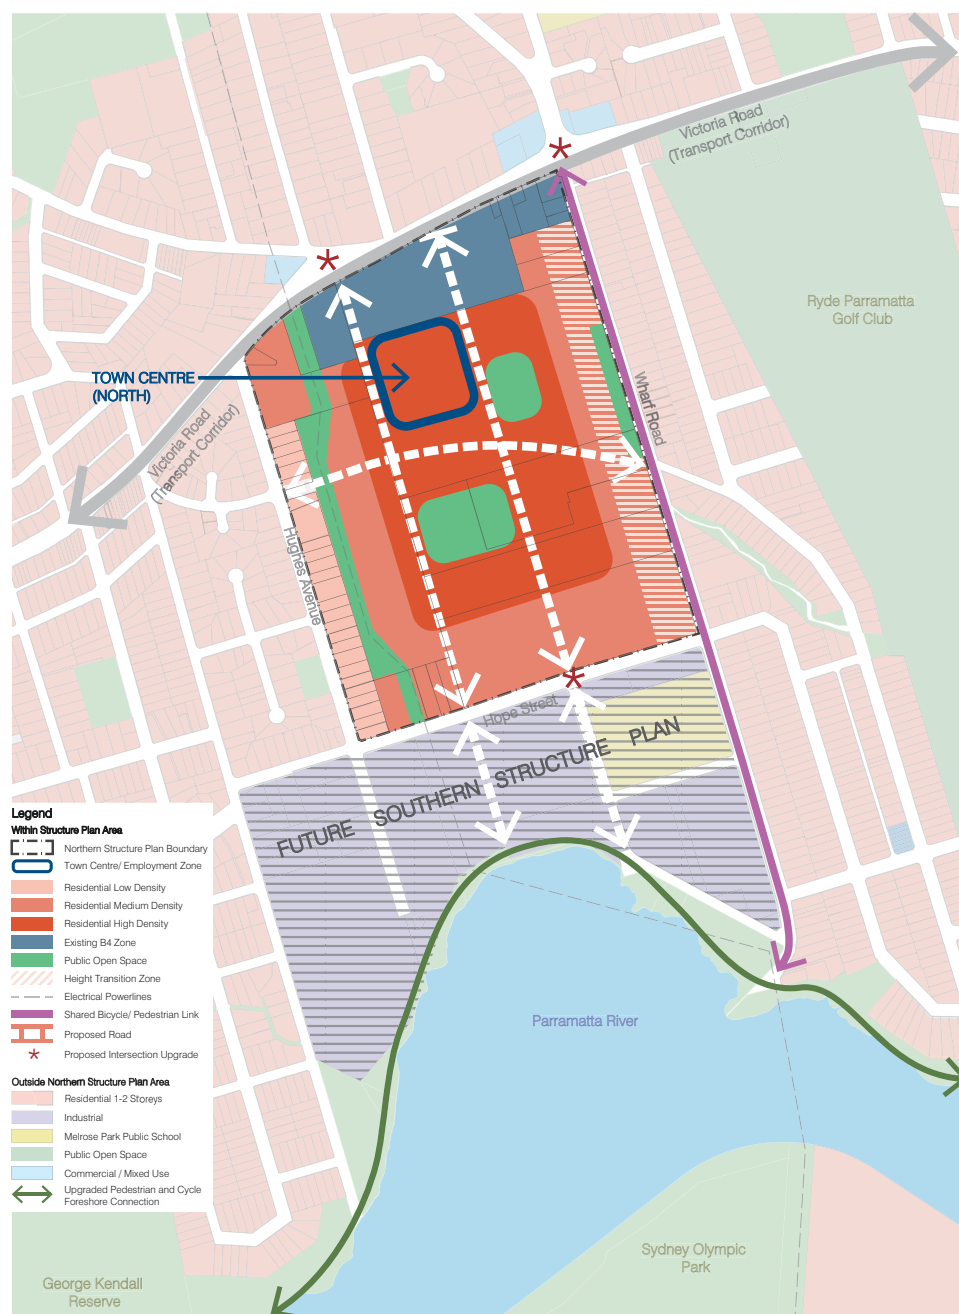 Victoria Road
(Transport Corridor)
Ryde Parramatta
Golf Club
TOWN CENTRE
(NORTH)
Wharf Road
Victoria Road
(Transport Corridor)
Hughes Avenue
Hope Street
FUTURE SOUTHERN STRUCTURE PLAN
Legend
Within Structure Plan Area
Northern Structure Plan Boundary
Town Centre/ Employment Zone
Residential Low Density
Residential Medium Density
Residential High Density
Existing B4 Zone
Public Open Space
Height Transition Zone
Electrical Powerlines
Shared Bicycle/ Pedestrian Link
Proposed Road
Proposed Intersection Upgrade
Outside Northern Structure Plan Area
Residential 1-2 Storeys
Industrial
Melrose Park Public School
Public Open Space
Commercial / Mixed Use
Upgraded Pedestrian and Cycle
Foreshore Connection
Parramatta River
Sydney Olympic
Park
George Kendall
Reserve